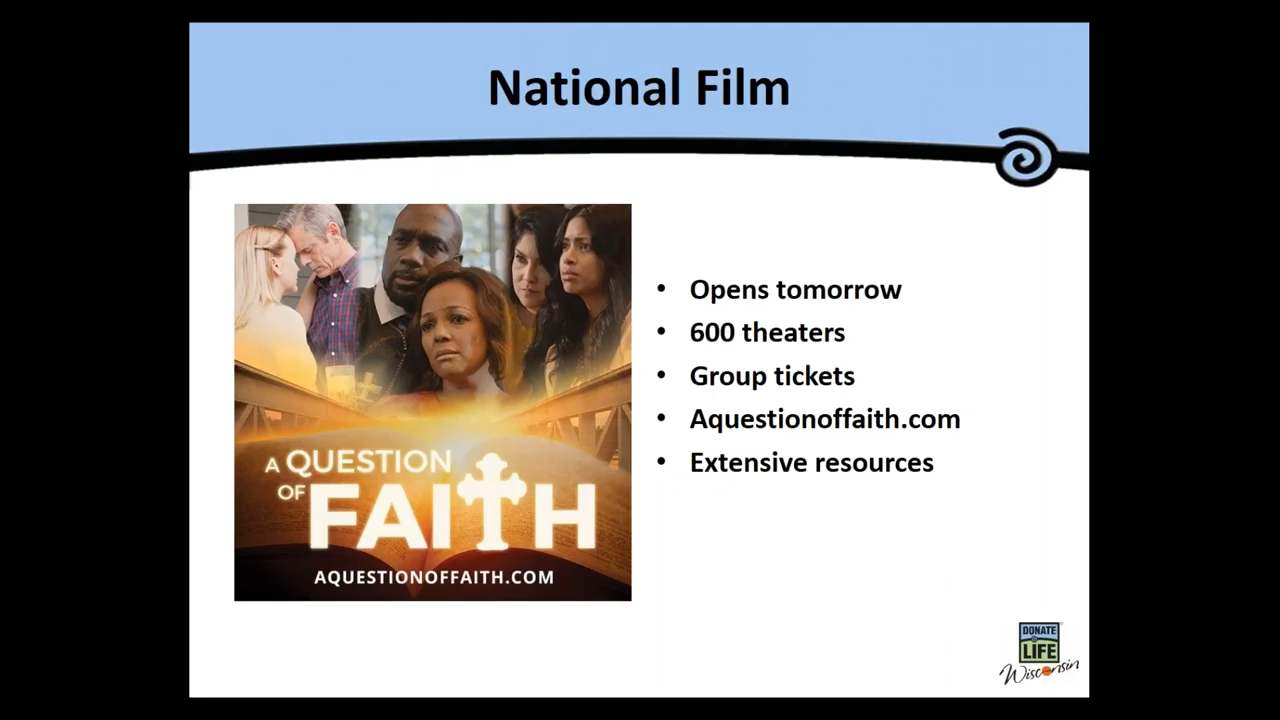 National Film
A QUESTION
OF FAITH
AQUESTIONOFFAITH.COM
• Opens tomorrow
• 600 theaters
• Group tickets
• Aquestionoffaith.com
• Extensive resources
DONATE
LIFE
Wisconsin